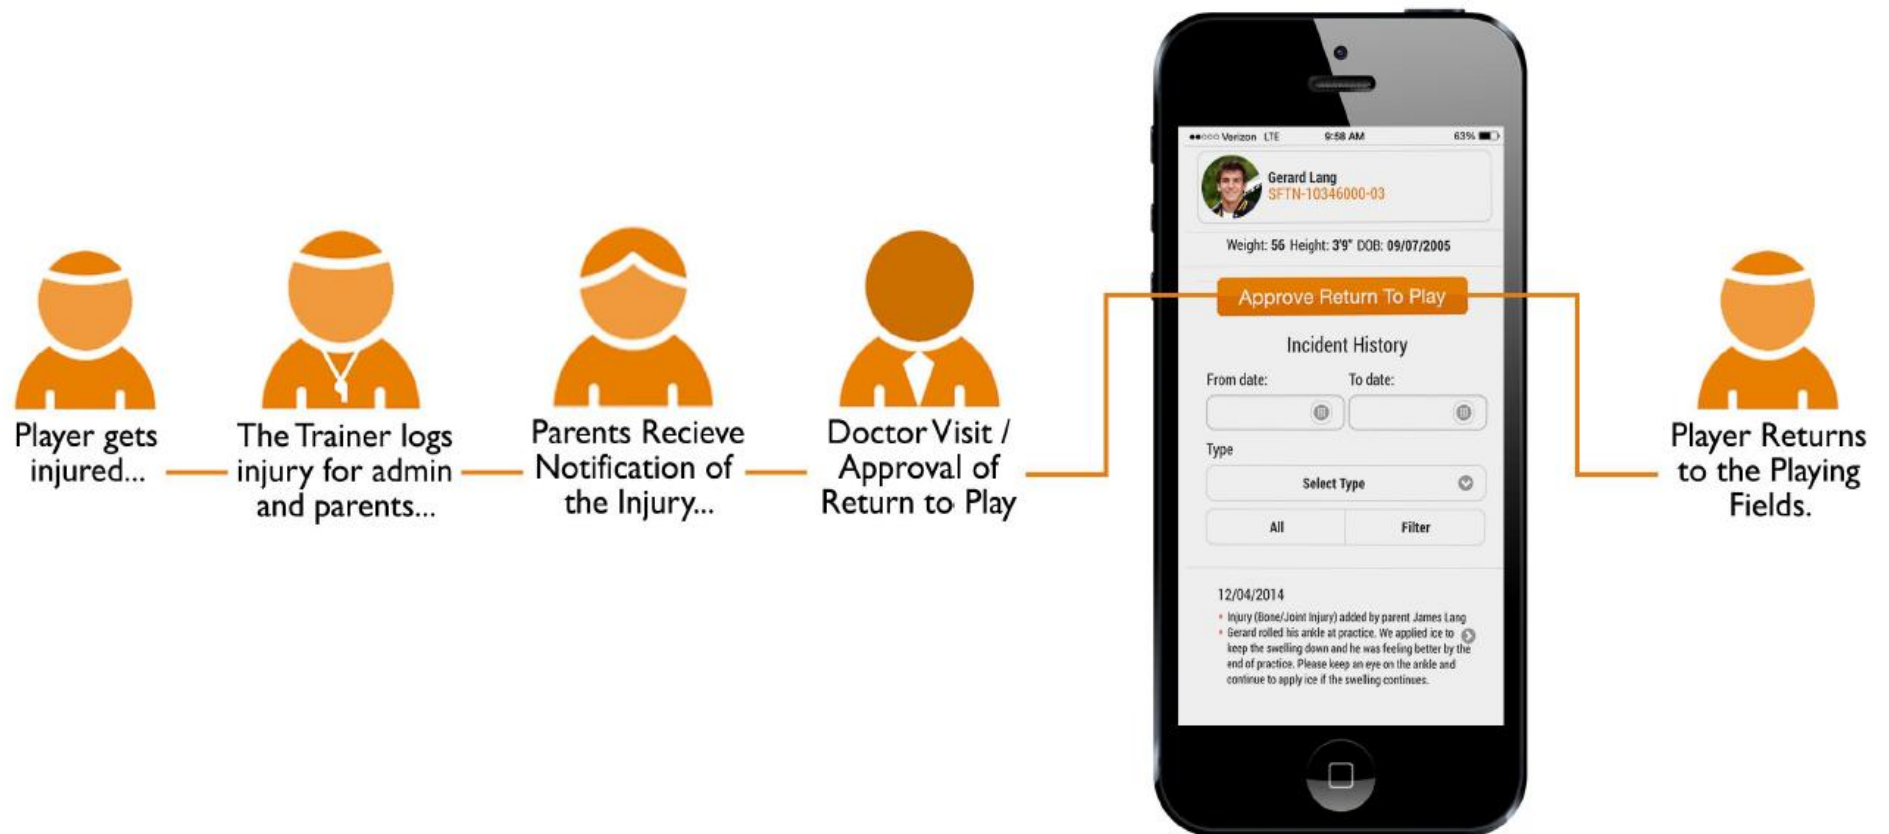 Player gets
injured...
The Trainer logs
injury for admin
and parents...
Parents Recieve
Notification of
the Injury...
Doctor Visit /
Approval of
Return to Play
Verizon LTE 9:58 AM 63%
Gerard Lang
SFTN-10346000-03
Weight: 56 Height: 3'9" DOB: 09/07/2005
Approve Return To Play
Incident History
From date: To date:
Type
Select Type
All Filter
12/04/2014
Injury (Bone/Joint Injury) added by parent James Lang
Gerard rolled his ankle at practice. We applied ice to
keep the swelling down and he was feeling better by the
end of practice. Please keep an eye on the ankle and
continue to apply ice if the swelling continues.
Player Returns
to the Playing
Fields.